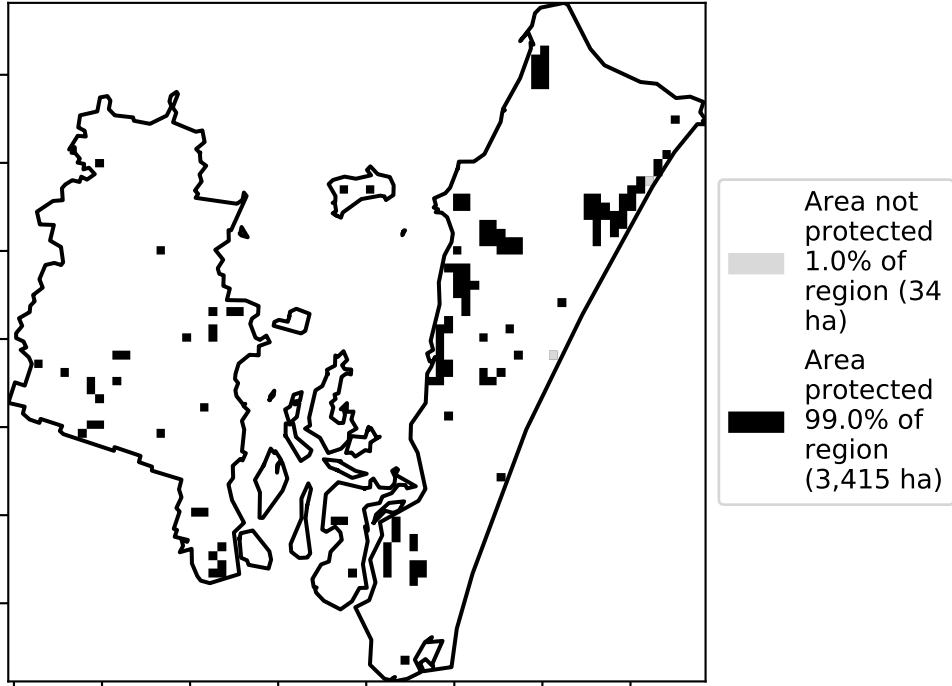 Area not
protected
1.0% of
region (34
ha)
Area
protected
99.0% of
region
(3,415 ha)